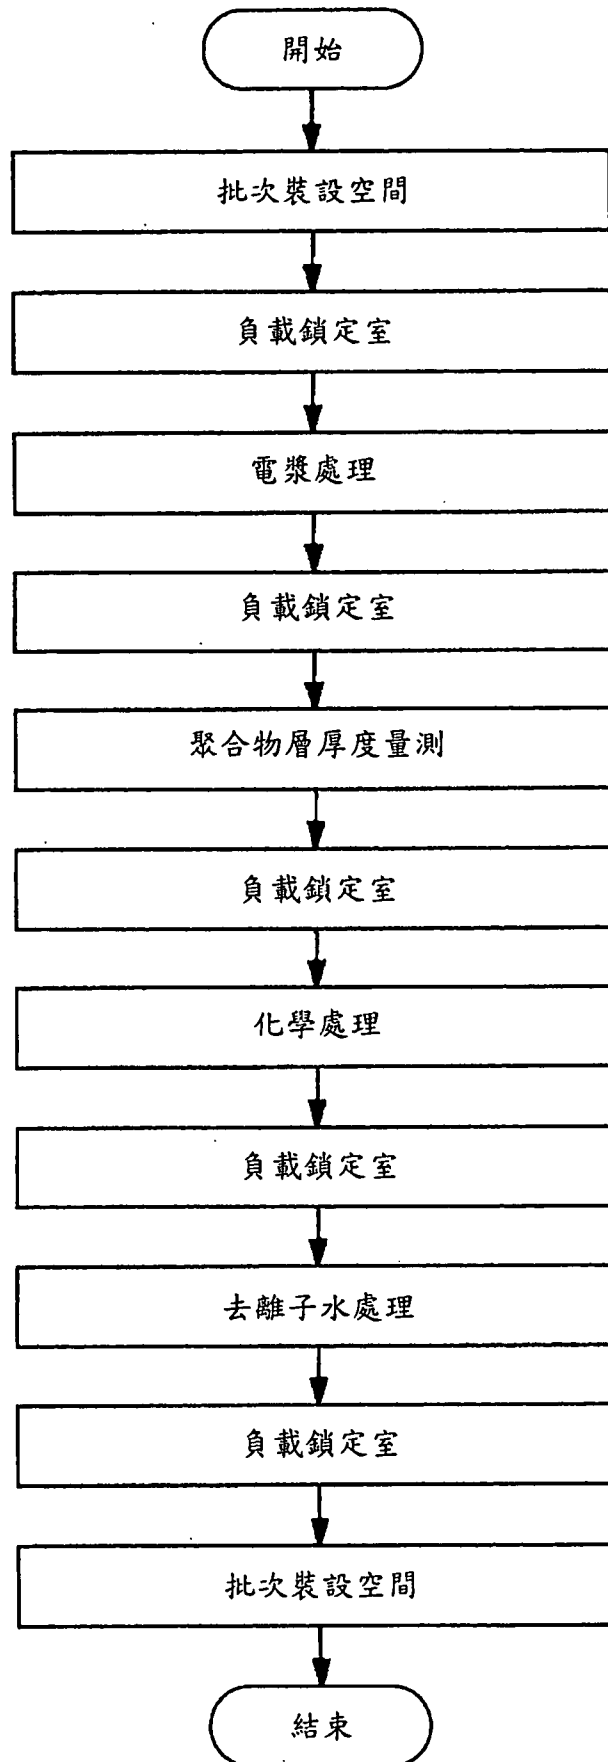 開始
批次裝設空間
負載鎖定室
電漿處理
負載鎖定室
聚合物層厚度量測
負載鎖定室
化學處理
負載鎖定室
去離子水處理
負載鎖定室
批次裝設空間
結束